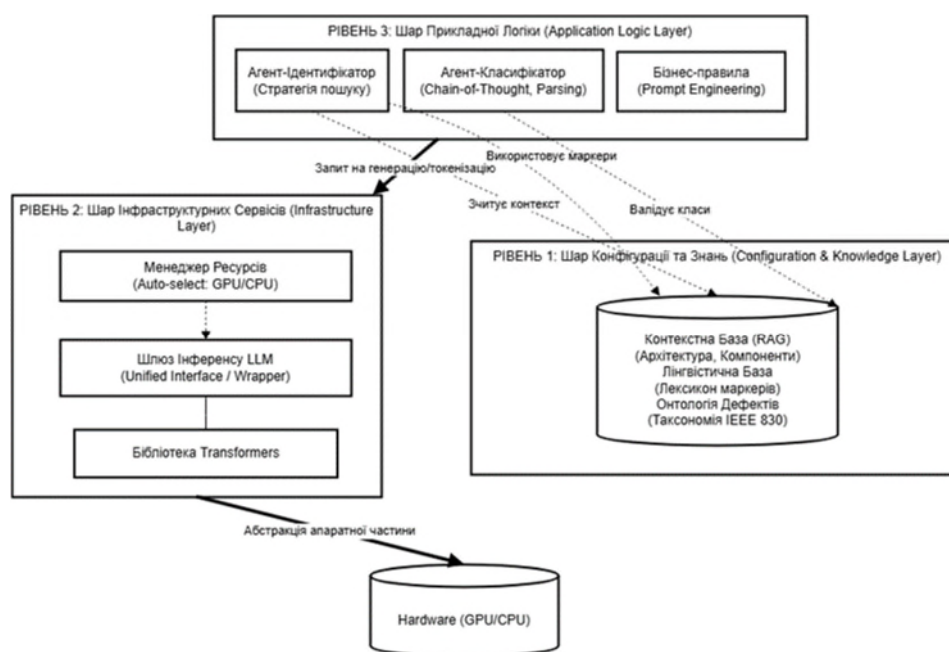 РІВЕНЬ 3: Шар Прикладної Логіки (Application Logic Layer)
Агент-Ідентифікатор
(Стратегія пошуку)
Агент-Класифікатор
(Chain-of-Thought, Parsing)
Бізнес-правила
(Prompt Engineering)
Запит на генерацію/токенізацію
Використовує маркери
Зчитує контекст
Валідує класи
РІВЕНЬ 2: Шар Інфраструктурних Сервісів (Infrastructure
Layer)
Менеджер Ресурсів
(Auto-select: GPU/CPU)
Шлюз Інференсу LLM
(Unified Interface / Wrapper)
Бібліотека Transformers
РІВЕНЬ 1: Шар Конфігурації та Знань (Configuration & Knowledge Layer)
Контекстна База (RAG)
(Архітектура, Компоненти)
Лінгвістична База
(Лексикон маркерів)
Онтологія Дефектів
(Таксономія IEEE 830)
Абстракція апаратної частини
Hardware (GPU/CPU)